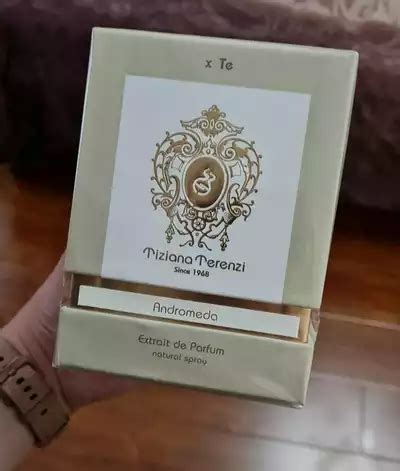 x Te
Tiziana Terenzi
Since 1968
Andromeda
Extrait de Parfum
natural spray